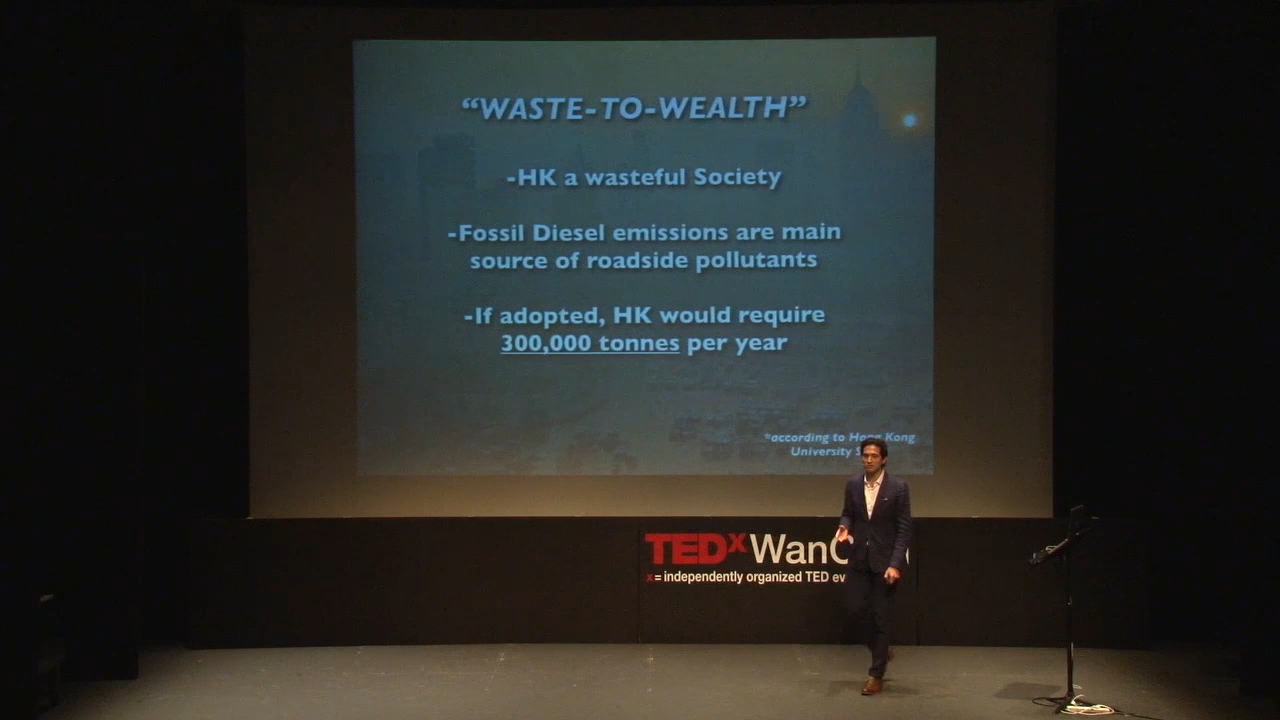 “WASTE-TO-WEALTH”
-HK a wasteful Society
-Fossil Diesel emissions are main
source of roadside pollutants
-If adopted, HK would require
300,000 tonnes per year
*according to Hong Kong
University
TEDx
x = independently organized TED